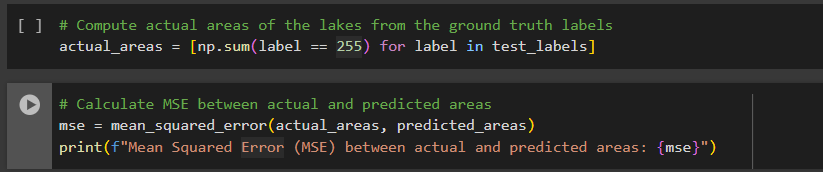 [ ] # Compute actual areas of the lakes from the ground truth labels
actual_areas = [np.sum(label == 255) for label in test_labels]
# Calculate MSE between actual and predicted areas
mse = mean_squared_error(actual_areas, predicted_areas)
print(f"Mean Squared Error (MSE) between actual and predicted areas: {mse}")